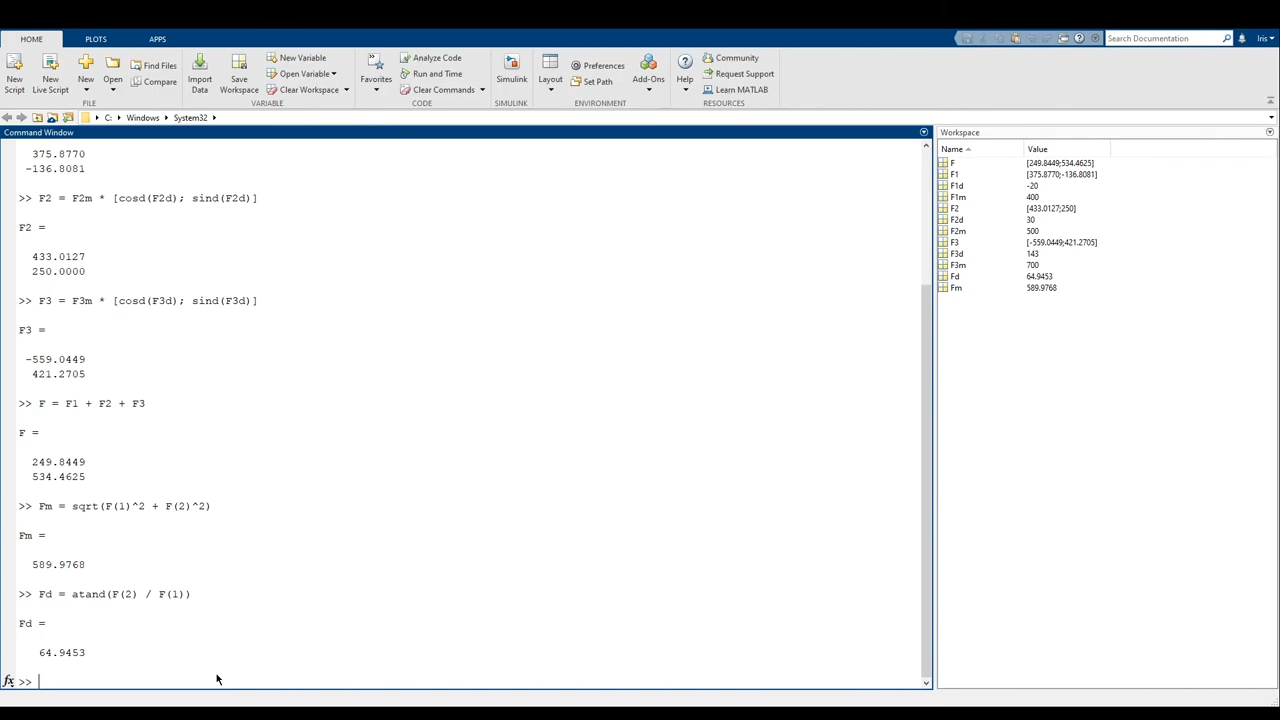 HOME PLOTS APPS Search Documentation Iris
New Script New Live Script New Open Find Files Compare Import Data Save Workspace New Variable Open Variable Clear Workspace Favorites Analyze Code Run and Time Clear Commands Simulink Layout Preferences Set Path Add-Ons Help Community Request Support Learn MATLAB
FILE VARIABLE CODE SIMULINK ENVIRONMENT RESOURCES
C: Windows System32
Command Window
375.8770
-136.8081
>> F2 = F2m * [cosd(F2d); sind(F2d)]
F2 =
433.0127
250.0000
>> F3 = F3m * [cosd(F3d); sind(F3d)]
F3 =
-559.0449
421.2705
>> F = F1 + F2 + F3
F =
249.8449
534.4625
>> Fm = sqrt(F(1)^2 + F(2)^2)
Fm =
589.9768
>> Fd = atand(F(2) / F(1))
Fd =
64.9453
fx >>
Workspace
Name Value
F [249.8449;534.4625]
F1 [375.8770;-136.8081]
F1d -20
F1m 400
F2 [433.0127;250]
F2d 30
F2m 500
F3 [-559.0449;421.2705]
F3d 143
F3m 700
Fd 64.9453
Fm 589.9768